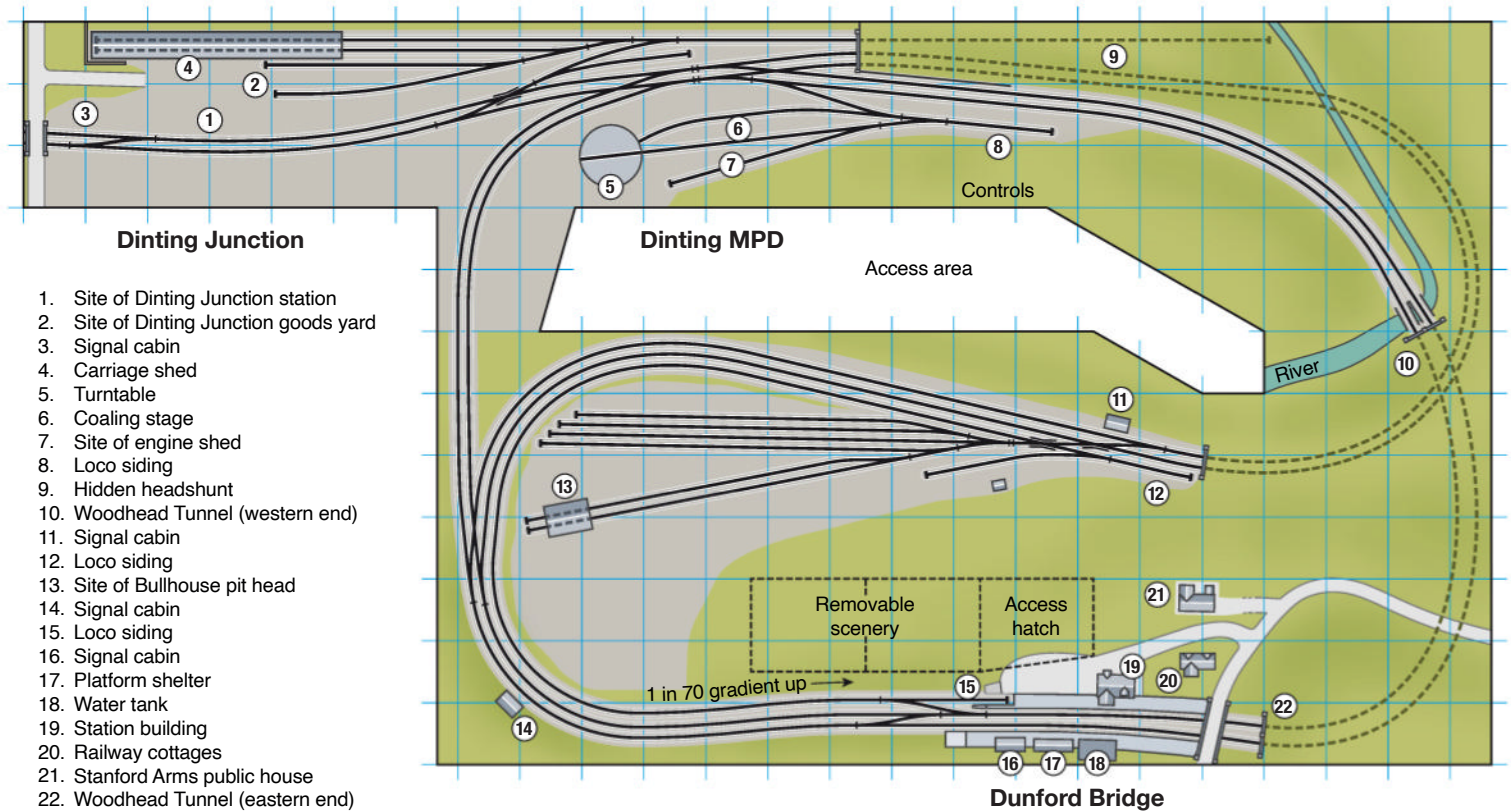 4
9
2
3
1
6
7
8
5
Controls
Dinting Junction
Dinting MPD
Access area
1. Site of Dinting Junction station
2. Site of Dinting Junction goods yard
3. Signal cabin
4. Carriage shed
5. Turntable
6. Coaling stage
7. Site of engine shed
8. Loco siding
9. Hidden headshunt
10. Woodhead Tunnel (western end)
11. Signal cabin
12. Loco siding
13. Site of Bullhouse pit head
14. Signal cabin
15. Loco siding
16. Signal cabin
17. Platform shelter
18. Water tank
19. Station building
20. Railway cottages
21. Stanford Arms public house
22. Woodhead Tunnel (eastern end)
River
10
11
13
12
Removable
scenery
Access
hatch
21
19
20
1 in 70 gradient up
15
22
14
16
17
18
Dunford Bridge